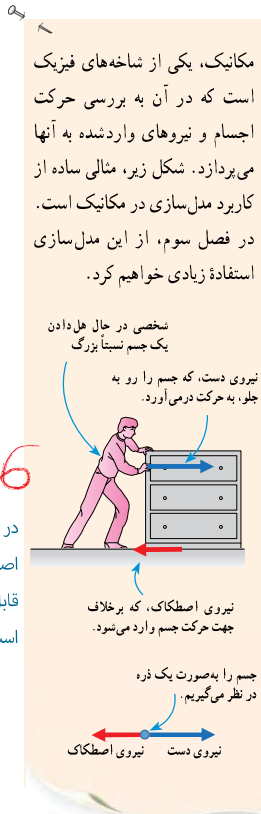 مکانیک، یکی از شاخه‌های فیزیک
است که در آن به بررسی حرکت
اجسام و نیروهای واردشده به آنها
می‌پردازد. شکل زیر، مثالی ساده از
کاربرد مدل‌سازی در مکانیک است.
در فصل سوم، از این مدل‌سازی
استفادهٔ زیادی خواهیم کرد.
شخصی در حال هل‌دادن
یک جسم نسبتاً بزرگ
نیروی دست، که جسم را رو به
جلو، به حرکت درمی‌آورد.
6
در
قابل
نیروی اصطکاک، که برخلاف
جهت حرکت جسم وارد می‌شود.
جسم را به‌صورت یک ذره
در نظر می‌گیریم.
نیروی دست
نیروی اصطکاک